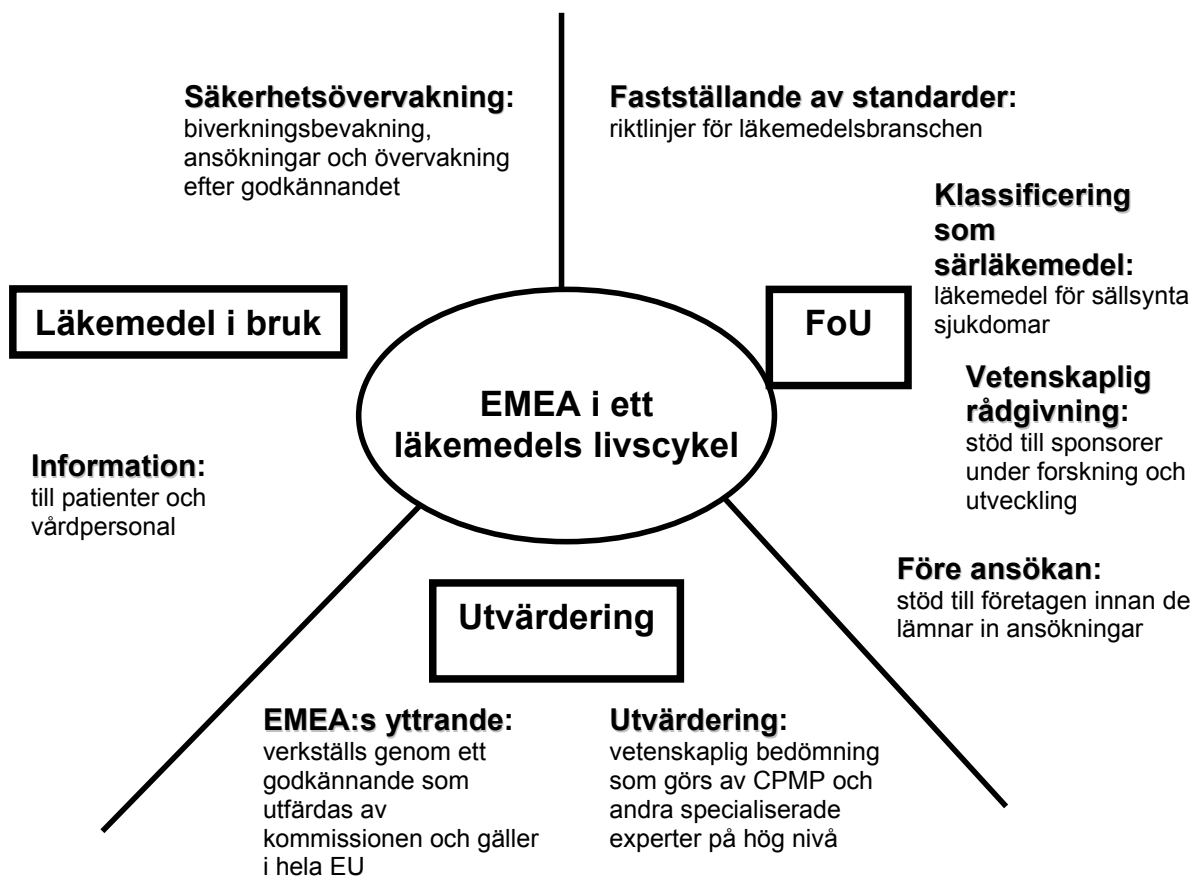 Säkerhetsövervakning:
biverkningsbevakning,
ansökningar och övervakning
efter godkännandet
Fastställande av standarder:
riktlinjer för läkemedelsbranschen
Klassificering
som
särläkemedel:
läkemedel för sällsynta
sjukdomar
Läkemedel i bruk
FoU
Vetenskaplig
rådgivning:
stöd till sponsorer
under forskning och
utveckling
EMEA i ett
läkemedels livscykel
Information:
till patienter och
vårdpersonal
Före ansökan:
stöd till företagen innan de
lämnar in ansökningar
Utvärdering
EMEA:s yttrande:
verkställs genom ett
godkännande som
utfärdas av
kommissionen och gäller
i hela EU
Utvärdering:
vetenskaplig bedömning
som görs av CPMP och
andra specialiserade
experter på hög nivå